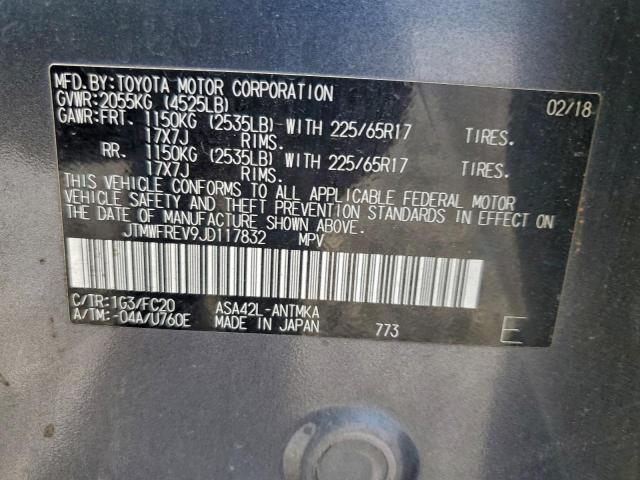 MFD.BY:TOYOTA MOTOR CORPORATION 02/18
GVWR:2055KG (4525LB)
GAWR:FRT. 1150KG (2535LB) WITH 225/65R17 TIRES.
17X7J RIMS.
RR. 1150KG (2535LB) WITH 225/65R17 TIRES.
17X7J RIMS.
THIS VEHICLE CONFORMS TO ALL APPLICABLE FEDERAL MOTOR
VEHICLE SAFETY AND THEFT PREVENTION STANDARDS IN EFFECT ON
THE DATE OF MANUFACTURE SHOWN ABOVE.
JTMWFREV9JD117832 MPV
C/TR:1G3/FC20 ASA42L-ANTMKA
A/TM:-04A/U760E MADE IN JAPAN 773 E